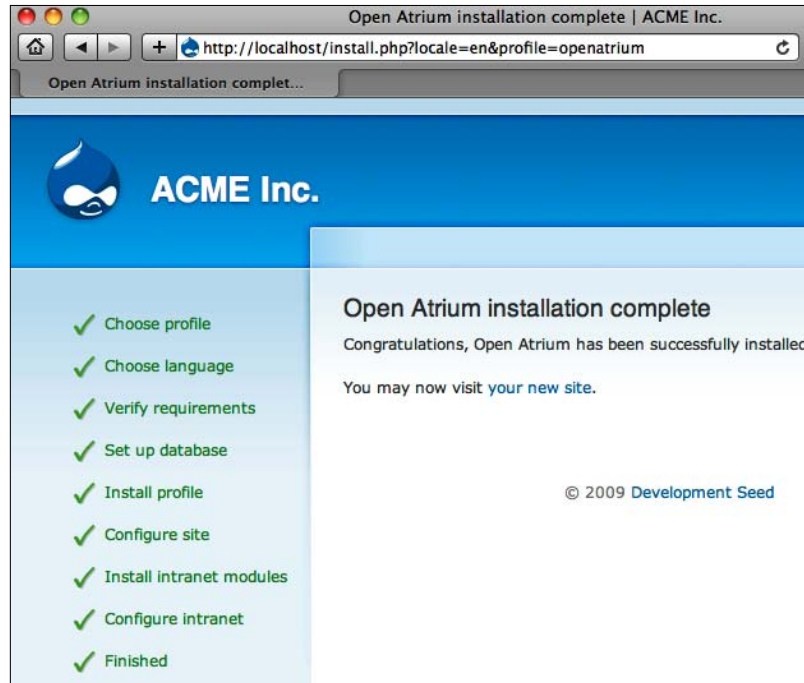 Open Atrium installation complete | ACME Inc.
http://localhost/install.php?locale=en&profile=openatrium
Open Atrium installation complet...
ACME Inc.
Choose profile
Choose language
Verify requirements
Set up database
Install profile
Configure site
Install intranet modules
Configure intranet
Finished
Open Atrium installation complete
Congratulations, Open Atrium has been successfully installed
You may now visit your new site.
© 2009 Development Seed